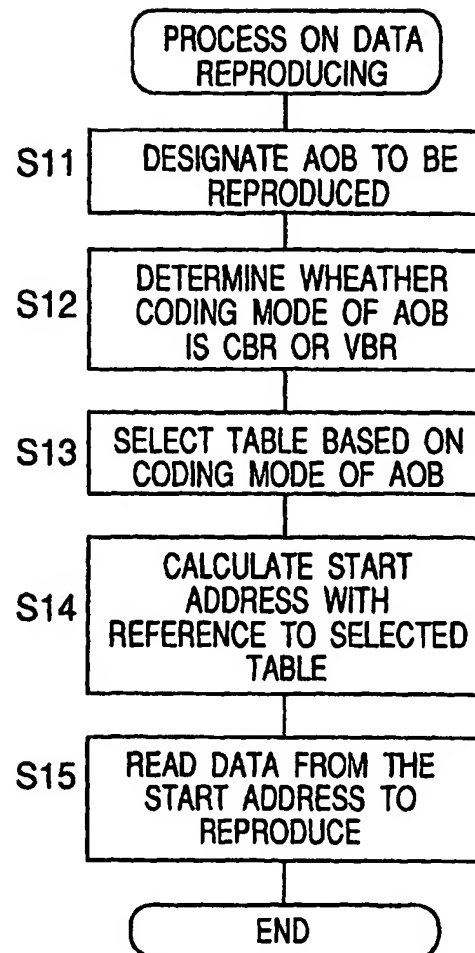 PROCESS ON DATA
REPRODUCING
S11
DESIGNATE AOB TO BE
REPRODUCED
S12
DETERMINE WHEATHER
CODING MODE OF AOB
IS CBR OR VBR
S13
SELECT TABLE BASED ON
CODING MODE OF AOB
S14
CALCULATE START
ADDRESS WITH
REFERENCE TO SELECTED
TABLE
S15
READ DATA FROM THE
START ADDRESS TO
REPRODUCE
END